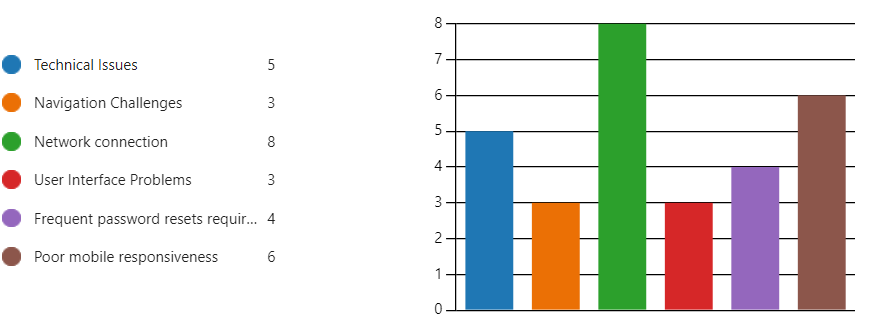 Technical Issues 5
Navigation Challenges 3
Network connection 8
User Interface Problems 3
Frequent password resets requir... 4
Poor mobile responsiveness 6
8
7
6
5
4
3
2
1
0